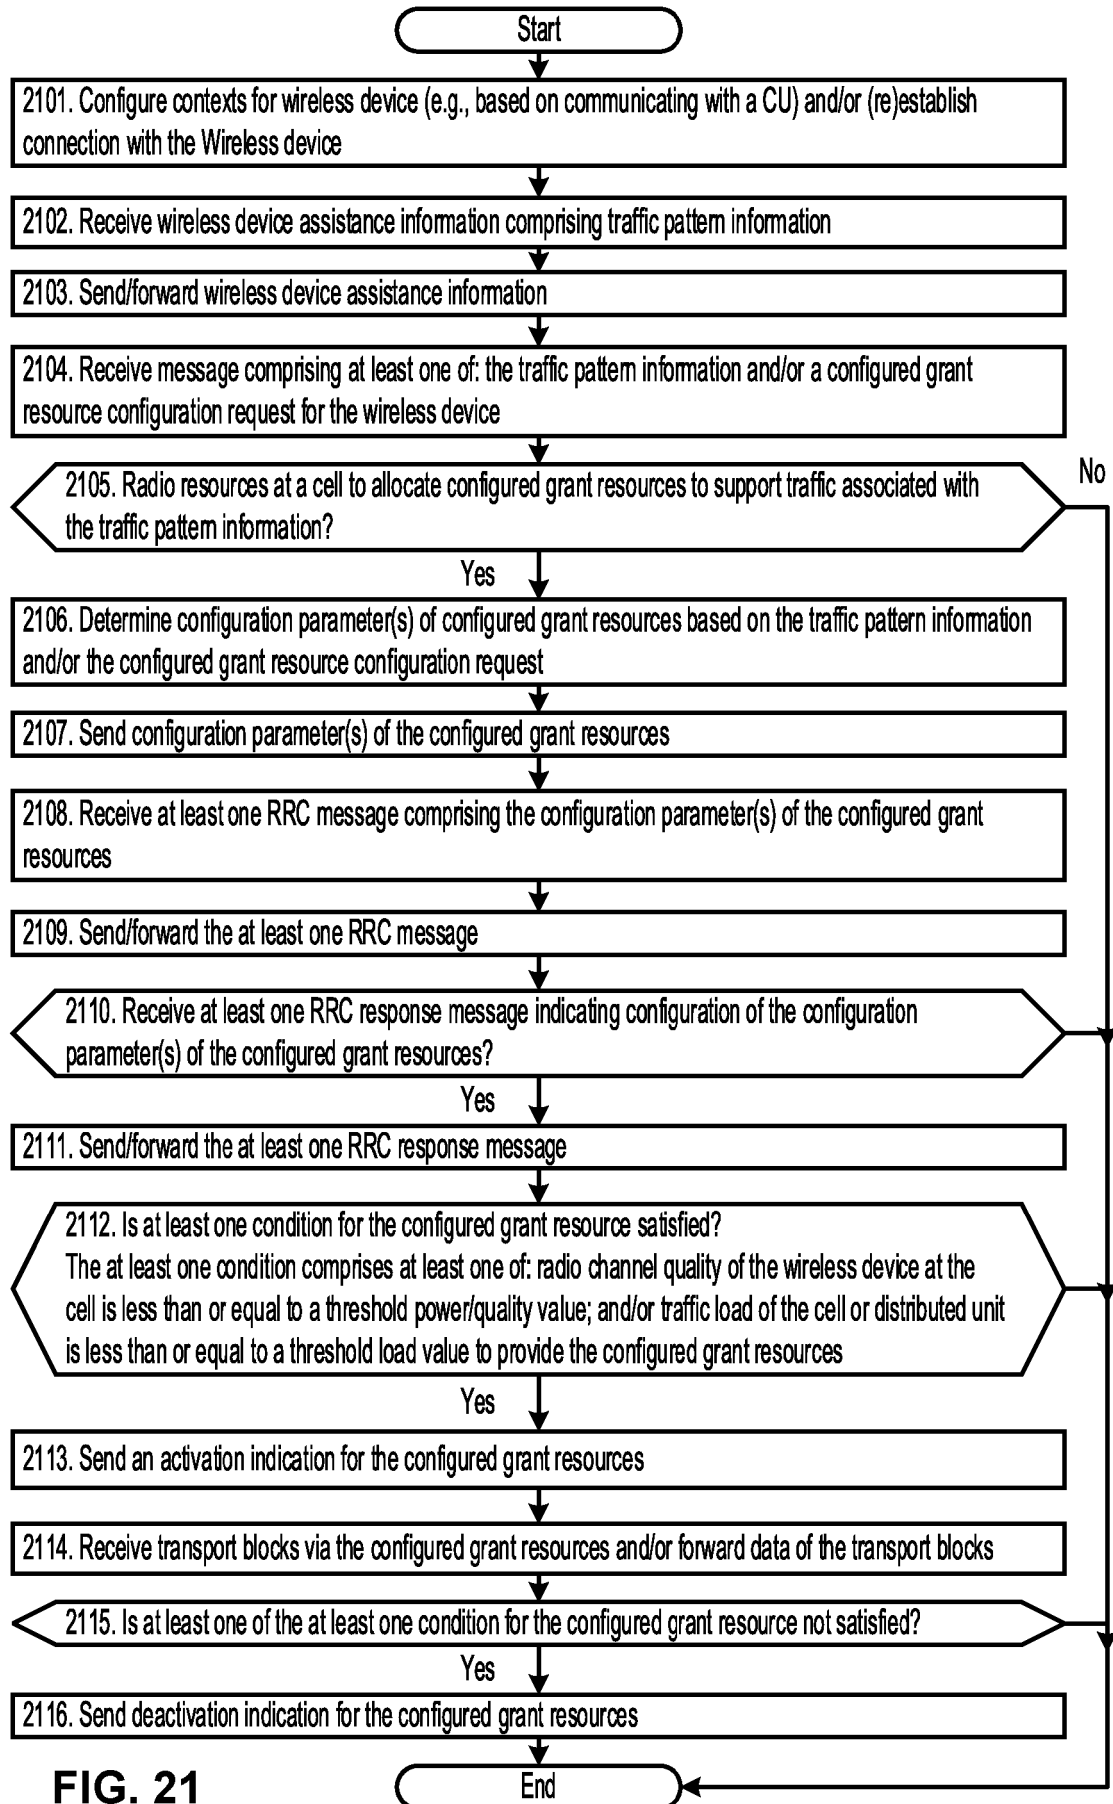 Start
2101. Configure contexts for wireless device (e.g., based on communicating with a CU) and/or (re)establish
connection with the Wireless device
2102. Receive wireless device assistance information comprising traffic pattern information
2103. Send/forward wireless device assistance information
2104. Receive message comprising at least one of: the traffic pattern information and/or a configured grant
resource configuration request for the wireless device
2105. Radio resources at a cell to allocate configured grant resources to support traffic associated with
the traffic pattern information?
No
Yes
2106. Determine configuration parameter(s) of configured grant resources based on the traffic pattern information
and/or the configured grant resource configuration request
2107. Send configuration parameter(s) of the configured grant resources
2108. Receive at least one RRC message comprising the configuration parameter(s) of the configured grant
resources
2109. Send/forward the at least one RRC message
2110. Receive at least one RRC response message indicating configuration of the configuration
parameter(s) of the configured grant resources?
Yes
2111. Send/forward the at least one RRC response message
2112. Is at least one condition for the configured grant resource satisfied?
The at least one condition comprises at least one of: radio channel quality of the wireless device at the
cell is less than or equal to a threshold power/quality value; and/or traffic load of the cell or distributed unit
is less than or equal to a threshold load value to provide the configured grant resources
Yes
2113. Send an activation indication for the configured grant resources
2114. Receive transport blocks via the configured grant resources and/or forward data of the transport blocks
2115. Is at least one of the at least one condition for the configured grant resource not satisfied?
Yes
2116. Send deactivation indication for the configured grant resources
End
FIG. 21